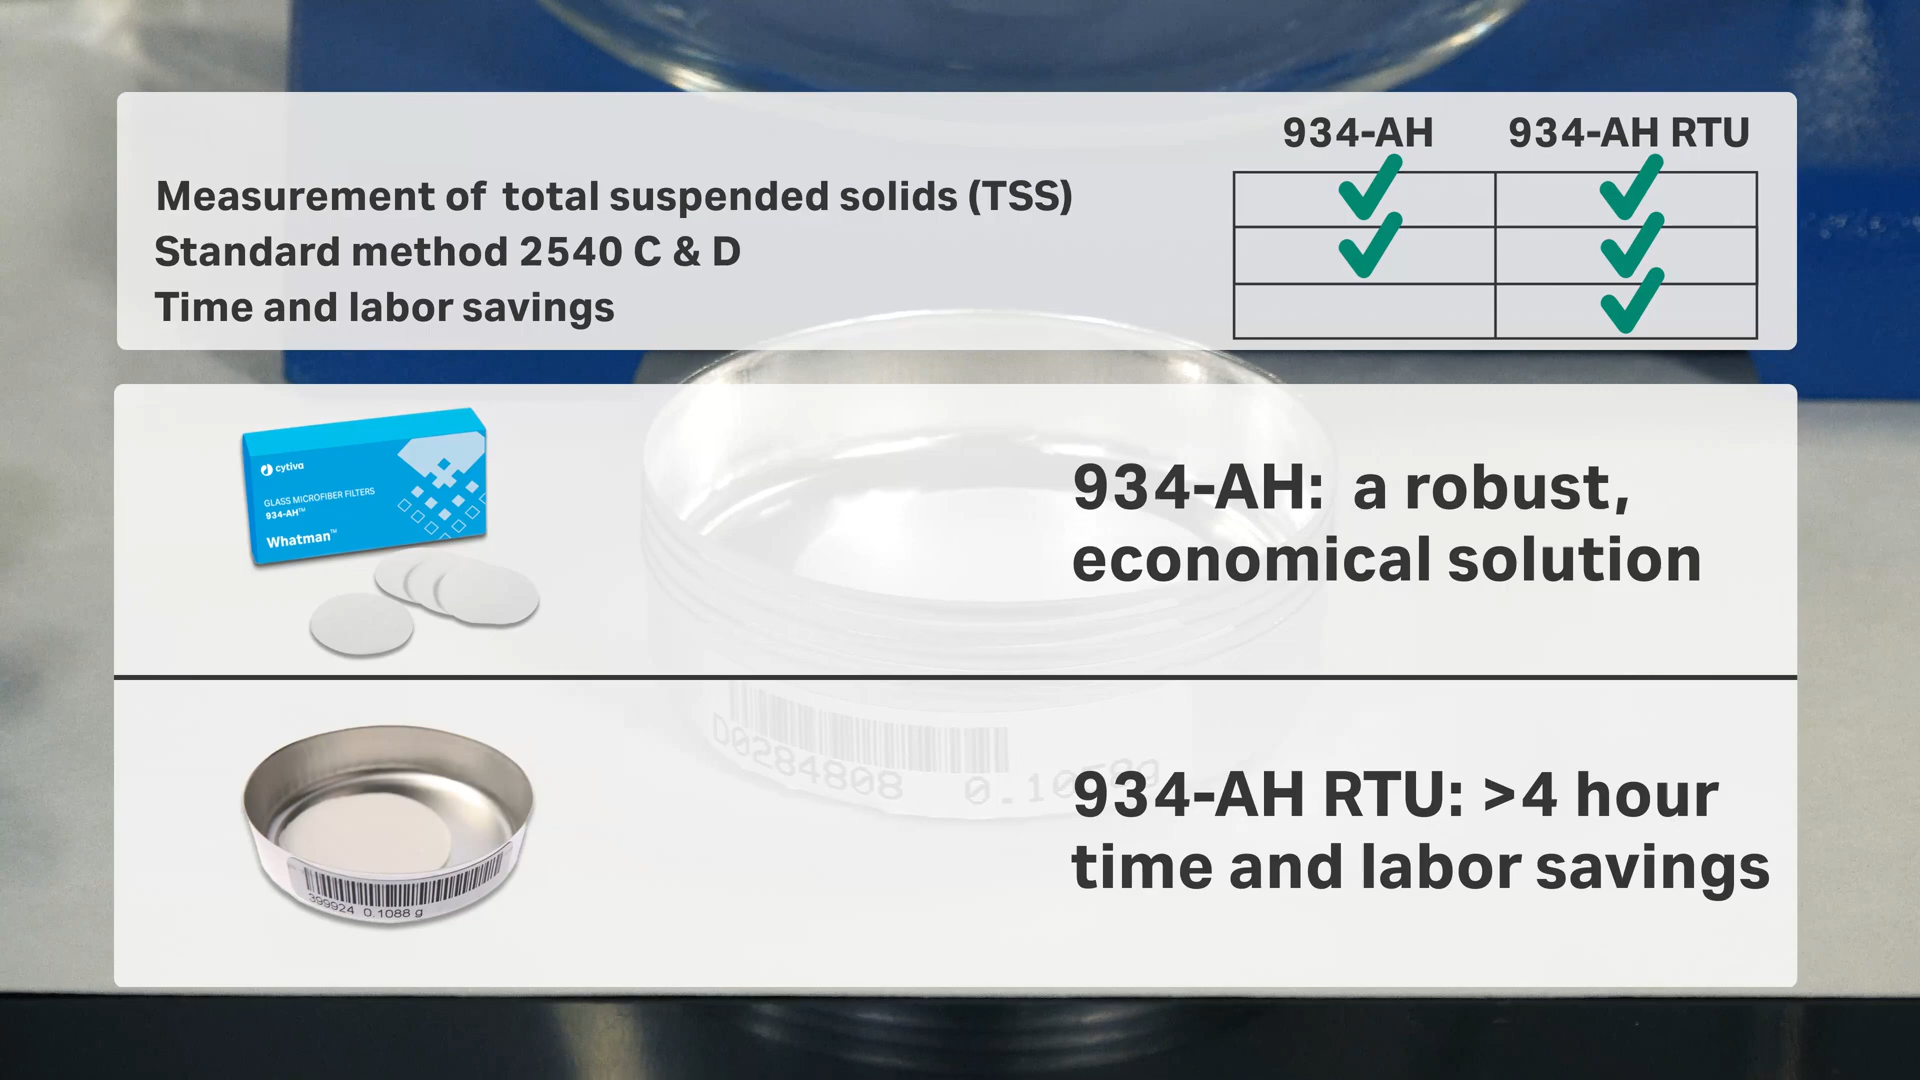 934-AH 934-AH RTU
Measurement of total suspended solids (TSS)
Standard method 2540 C & D
Time and labor savings
cytiva
GLASS MICROFIBER FILTERS
934-AH™
Whatman™
934-AH: a robust,
economical solution
D0284808
934-AH RTU: >4 hour
time and labor savings
399924 0.1088 g